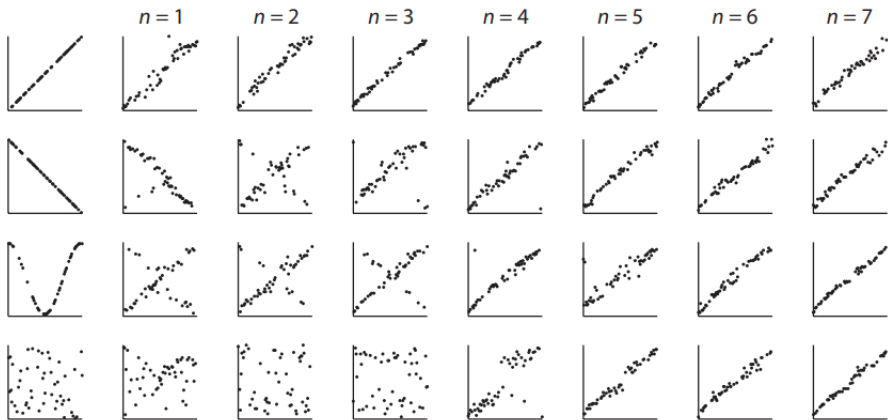 n = 1 n = 2 n = 3 n = 4 n = 5 n = 6 n = 7